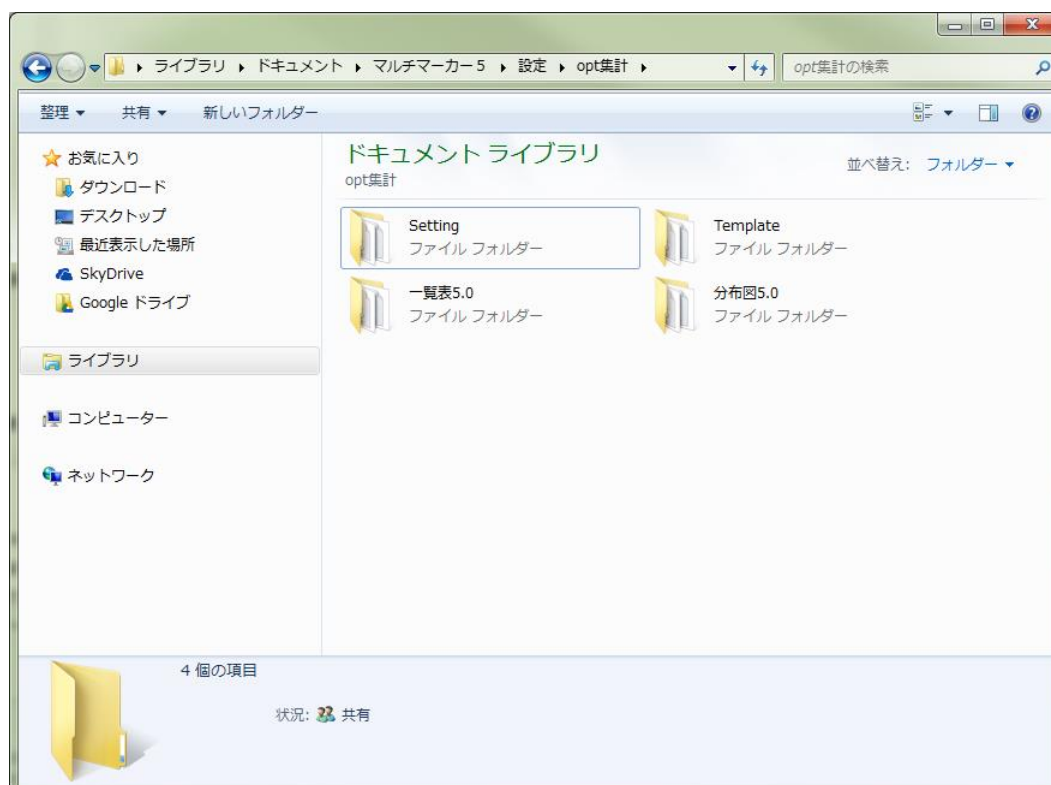 ライブラリ ▸ ドキュメント ▸ マルチマーカー5 ▸ 設定 ▸ opt集計 ▸
opt集計の検索
整理 共有 新しいフォルダー
お気に入り
ダウンロード
デスクトップ
最近表示した場所
SkyDrive
Google ドライブ
ライブラリ
コンピューター
ネットワーク
ドキュメント ライブラリ
opt集計
並べ替え: フォルダー
Setting
ファイル フォルダー
Template
ファイル フォルダー
一覧表5.0
ファイル フォルダー
分布図5.0
ファイル フォルダー
4 個の項目
状況: 共有